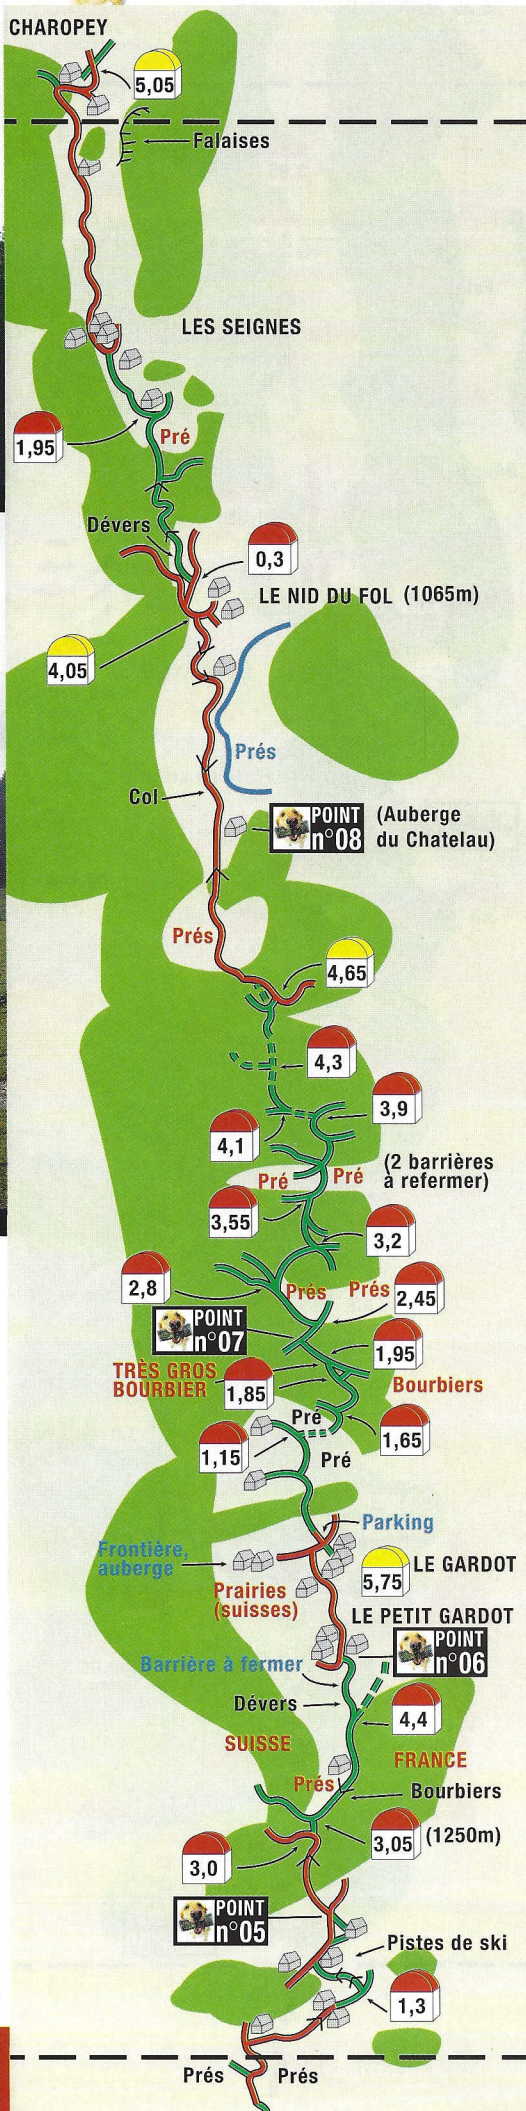 CHAROPEY
5,05
Falaises
LES SEIGNES
1,95
Pré
Dévers
0,3
LE NID DU FOL (1065m)
4,05
Prés
Col
POINT
n°08
(Auberge
du Chatelau)
Prés
4,65
4,3
3,9
4,1
(2 barrières
à refermer)
Pré
Pré
3,55
3,2
2,8
Prés
Prés
2,45
POINT
n°07
1,95
TRÈS GROS
BOURBIER
1,85
Bourbiers
Pré
1,65
1,15
Pré
Parking
Frontière,
auberge
LE GARDOT
5,75
Prairies
(suisses)
LE PETIT GARDOT
POINT
n°06
Barrière à fermer
Dévers
4,4
SUISSE
FRANCE
Prés
Bourbiers
3,05 (1250m)
3,0
POINT
n°05
Pistes de ski
1,3
Prés
Prés